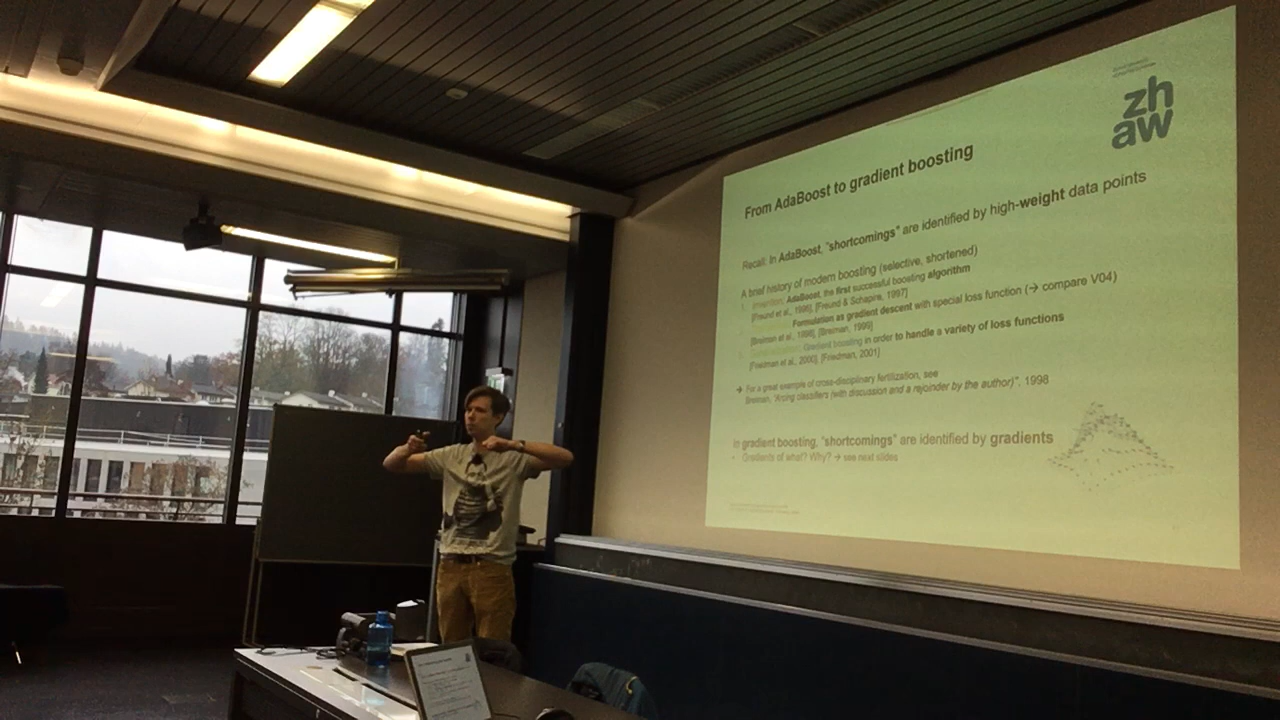 zh
aw
From AdaBoost to gradient boosting
Recall: In AdaBoost, "shortcomings" are identified by high-weight data points
A brief history of modern boosting (selective, shortened)
AdaBoost, the first successful boosting algorithm
[Freund et al., 1996], [Freund & Schapire, 1997]
Formulation as gradient descent with special loss function (→ compare V04)
[Breiman et al., 1998], [Breiman, 1999]
Gradient boosting in order to handle a variety of loss functions
[Friedman et al., 2000], [Friedman, 2001]
→ For a great example of cross-disciplinary fertilization, see
Breiman, "Arcing classifiers (with discussion and a rejoinder by the author)", 1998
In gradient boosting, "shortcomings" are identified by gradients
• Gradients of what? Why? → see next slides